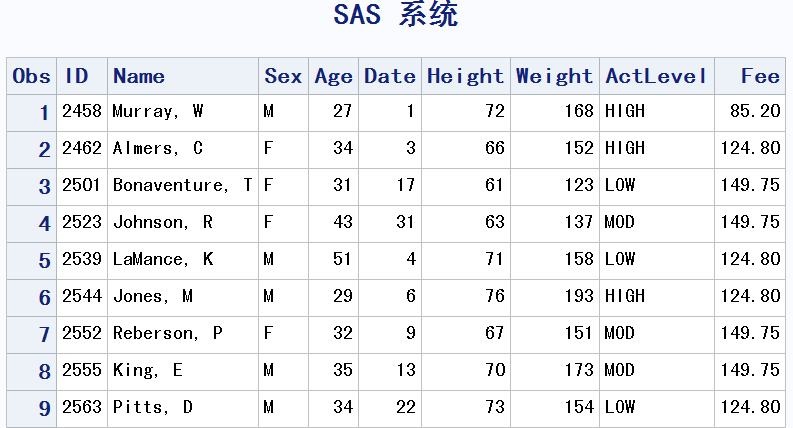 SAS 系统
Obs ID Name Sex Age Date Height Weight ActLevel Fee
1 2458 Murray, W M 27 1 72 168 HIGH 85.20
2 2462 Almers, C F 34 3 66 152 HIGH 124.80
3 2501 Bonaventure, T F 31 17 61 123 LOW 149.75
4 2523 Johnson, R F 43 31 63 137 MOD 149.75
5 2539 LaMance, K M 51 4 71 158 LOW 124.80
6 2544 Jones, M M 29 6 76 193 HIGH 124.80
7 2552 Reberson, P F 32 9 67 151 MOD 149.75
8 2555 King, E M 35 13 70 173 MOD 149.75
9 2563 Pitts, D M 34 22 73 154 LOW 124.80